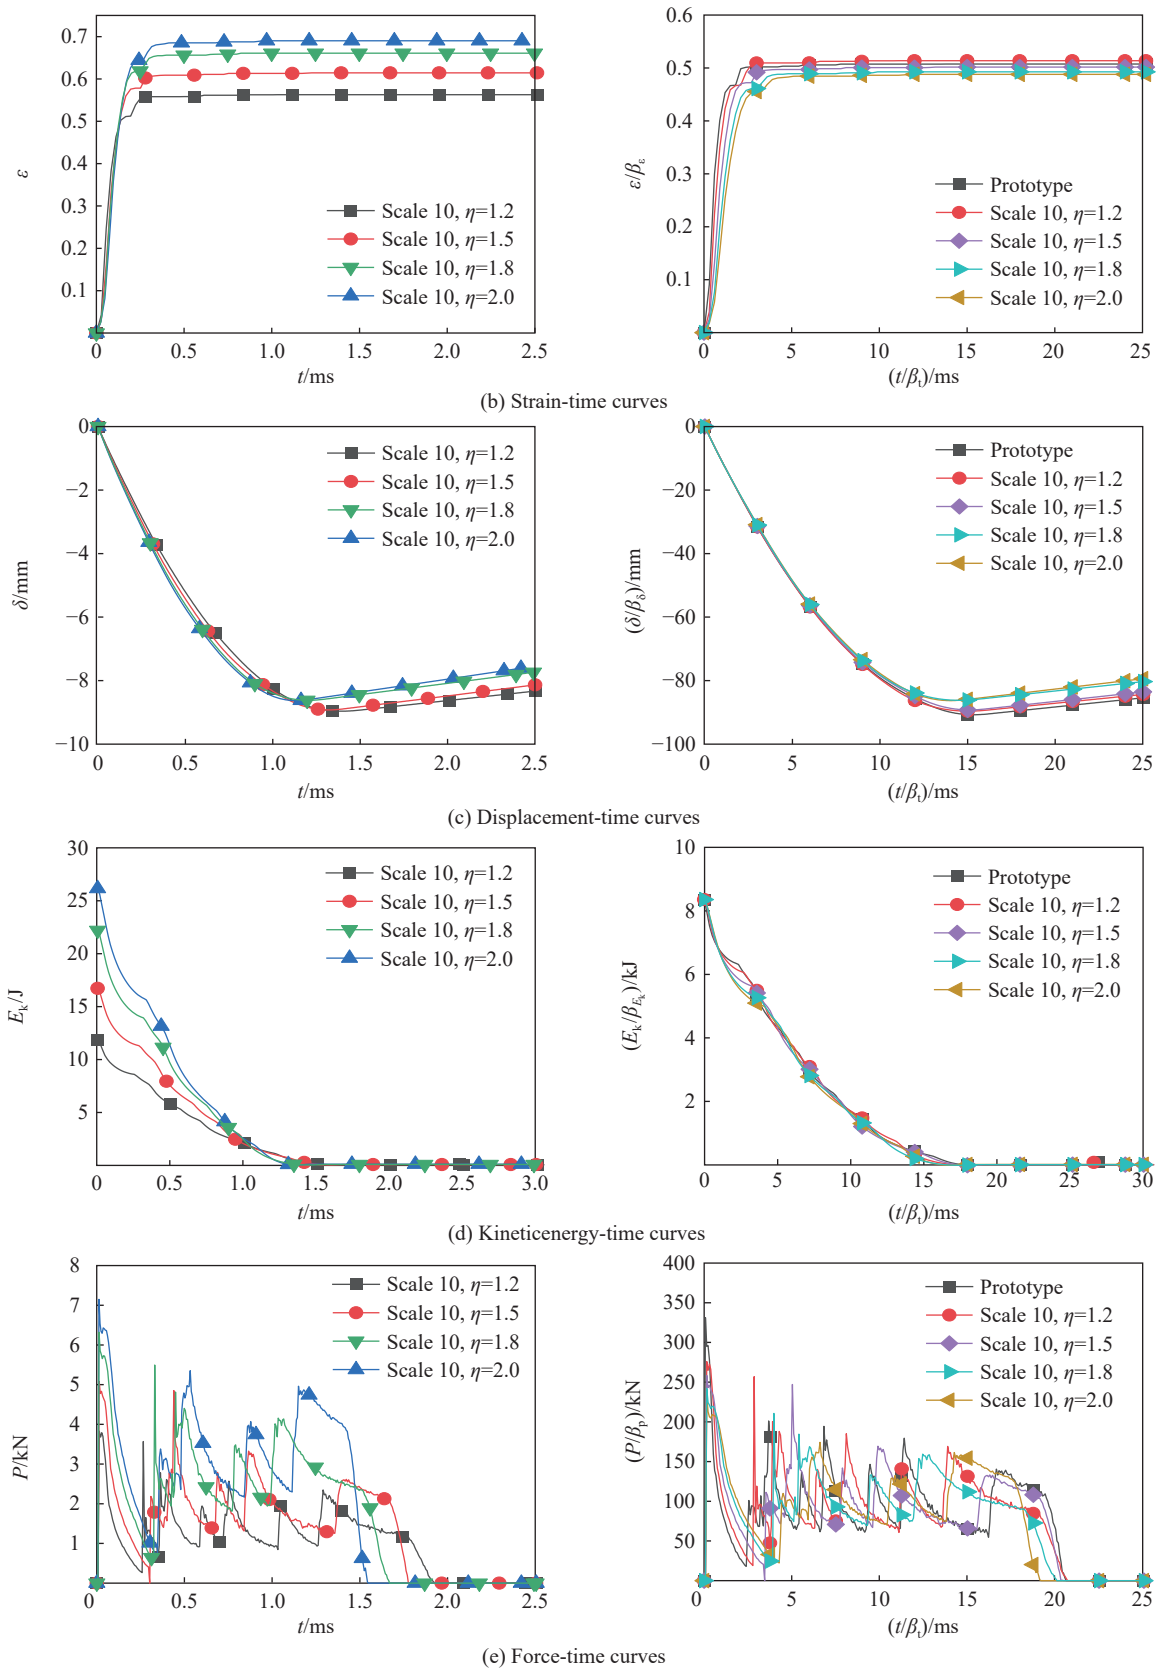 0.7
0.6
0.5
0.4
0.3
0.2
0.1
ε
Scale 10, η=1.2
Scale 10, η=1.5
Scale 10, η=1.8
Scale 10, η=2.0
0 0.5 1.0 1.5 2.0 2.5
t/ms
0.6
0.5
0.4
0.3
0.2
0.1
0
ε/βε
Prototype
Scale 10, η=1.2
Scale 10, η=1.5
Scale 10, η=1.8
Scale 10, η=2.0
0 5 10 15 20 25
(t/βt)/ms
(b) Strain-time curves
0
−2
−4
−6
−8
−10
δ/mm
Scale 10, η=1.2
Scale 10, η=1.5
Scale 10, η=1.8
Scale 10, η=2.0
0 0.5 1.0 1.5 2.0 2.5
t/ms
0
−20
−40
−60
−80
−100
(δ/βδ)/mm
Prototype
Scale 10, η=1.2
Scale 10, η=1.5
Scale 10, η=1.8
Scale 10, η=2.0
0 5 10 15 20 25
(t/βt)/ms
(c) Displacement-time curves
30
25
20
15
10
5
Ek/J
Scale 10, η=1.2
Scale 10, η=1.5
Scale 10, η=1.8
Scale 10, η=2.0
0 0.5 1.0 1.5 2.0 2.5 3.0
t/ms
10
8
6
4
2
(Ek/βEk)/kJ
Prototype
Scale 10, η=1.2
Scale 10, η=1.5
Scale 10, η=1.8
Scale 10, η=2.0
0 5 10 15 20 25 30
(t/βt)/ms
(d) Kineticenergy-time curves
8
7
6
5
4
3
2
1
P/kN
Scale 10, η=1.2
Scale 10, η=1.5
Scale 10, η=1.8
Scale 10, η=2.0
0 0.5 1.0 1.5 2.0 2.5
t/ms
400
350
300
250
200
150
100
50
(P/βp)/kN
Prototype
Scale 10, η=1.2
Scale 10, η=1.5
Scale 10, η=1.8
Scale 10, η=2.0
0 5 10 15 20 25
(t/βt)/ms
(e) Force-time curves